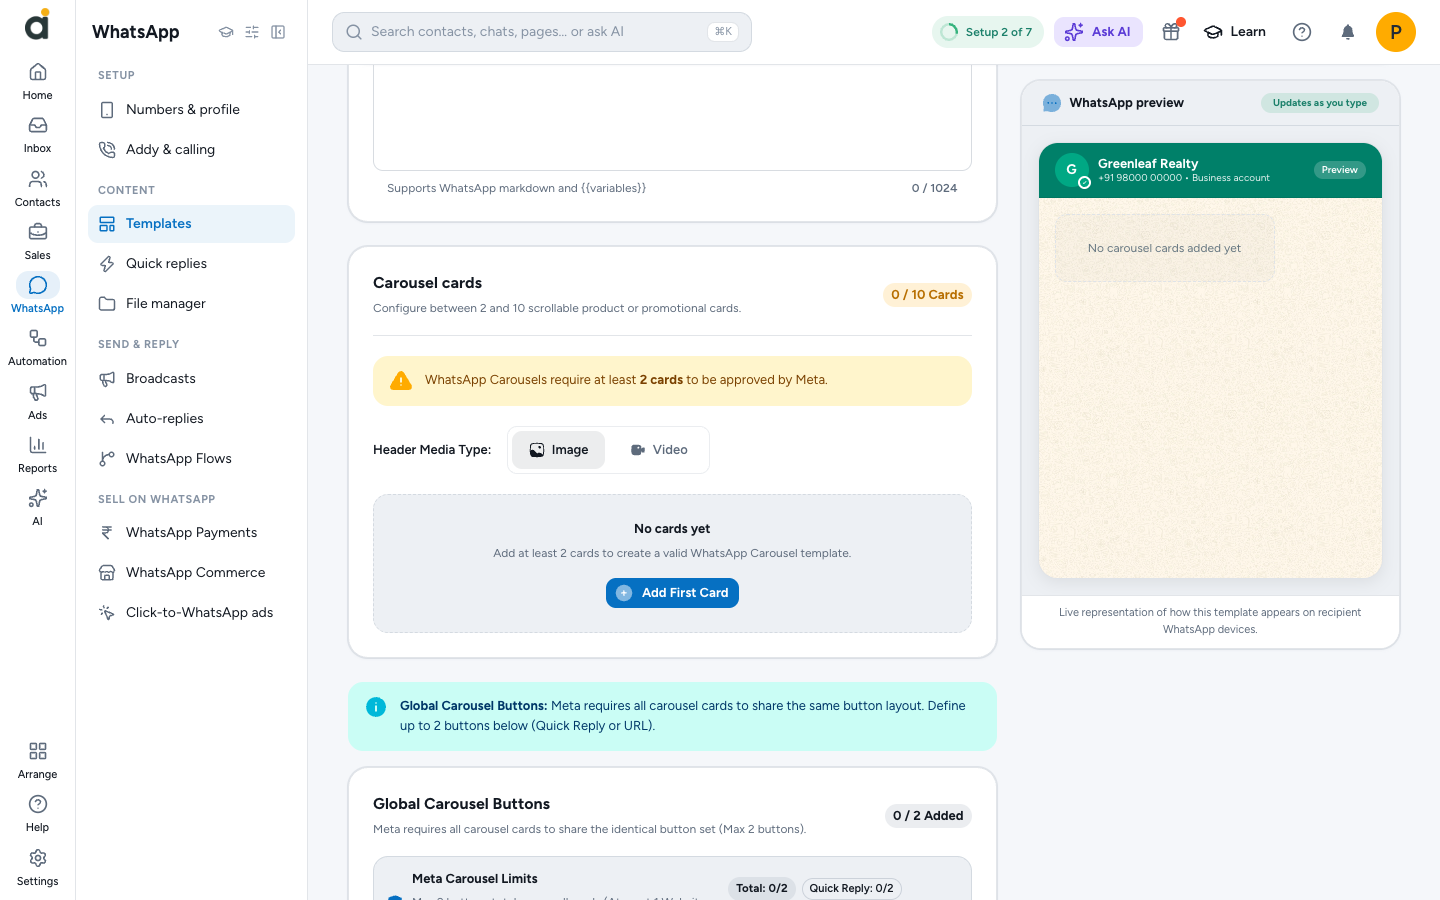 WhatsApp
Search contacts, chats, pages... or ask AI
⌘K
Setup 2 of 7
Ask AI
Learn
P
Home
Inbox
Contacts
Sales
WhatsApp
Automation
Ads
Reports
AI
Arrange
Help
Settings
SETUP
Numbers & profile
Addy & calling
CONTENT
Templates
Quick replies
File manager
SEND & REPLY
Broadcasts
Auto-replies
WhatsApp Flows
SELL ON WHATSAPP
WhatsApp Payments
WhatsApp Commerce
Click-to-WhatsApp ads
Supports WhatsApp markdown and {{variables}}
0 / 1024
Carousel cards
Configure between 2 and 10 scrollable product or promotional cards.
0 / 10 Cards
WhatsApp Carousels require at least 2 cards to be approved by Meta.
Header Media Type:
Image
Video
No cards yet
Add at least 2 cards to create a valid WhatsApp Carousel template.
Add First Card
Global Carousel Buttons: Meta requires all carousel cards to share the same button layout. Define
up to 2 buttons below (Quick Reply or URL).
Global Carousel Buttons
Meta requires all carousel cards to share the identical button set (Max 2 buttons).
0 / 2 Added
Meta Carousel Limits
Total: 0/2
Quick Reply: 0/2
WhatsApp preview
Updates as you type
G
Greenleaf Realty
+91 98000 00000 • Business account
Preview
No carousel cards added yet
Live representation of how this template appears on recipient
WhatsApp devices.